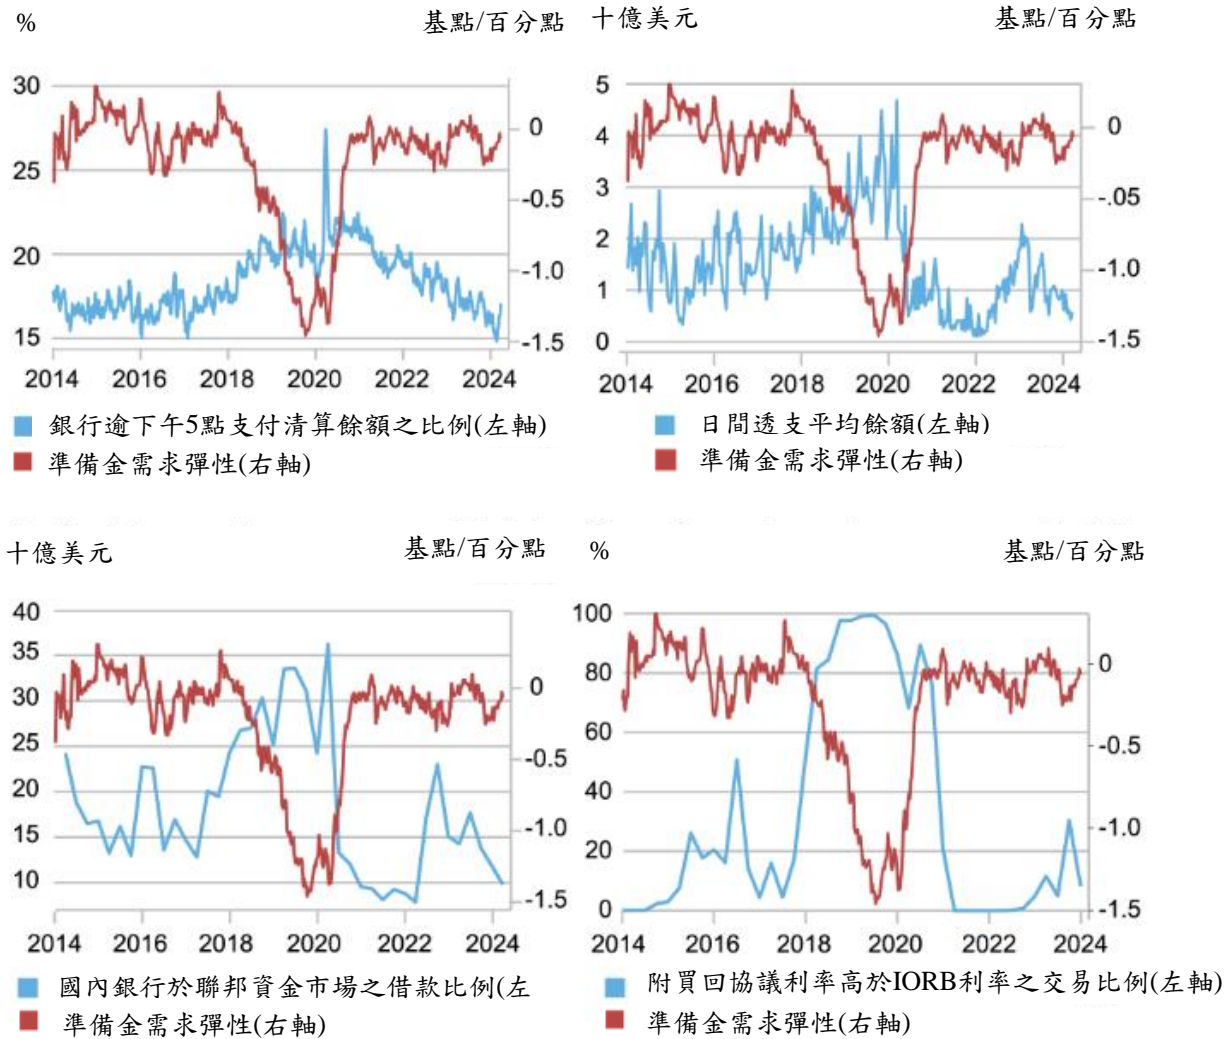 % 基點/百分點
30
25
20
15
0
-0.5
-1.0
-1.5
2014 2016 2018 2020 2022 2024
銀行逾下午5點支付清算餘額之比例(左軸)
準備金需求彈性(右軸)
十億美元 基點/百分點
5
4
3
2
1
0
0
-.05
-1.0
-1.5
2014 2016 2018 2020 2022 2024
日間透支平均餘額(左軸)
準備金需求彈性(右軸)
十億美元 基點/百分點
40
35
30
25
20
15
10
0
-0.5
-1.0
-1.5
2014 2016 2018 2020 2022 2024
國內銀行於聯邦資金市場之借款比例(左
準備金需求彈性(右軸)
% 基點/百分點
100
80
60
40
20
0
0
-0.5
-1.0
-1.5
2014 2016 2018 2020 2022 2024
附買回協議利率高於IORB利率之交易比例(左軸)
準備金需求彈性(右軸)